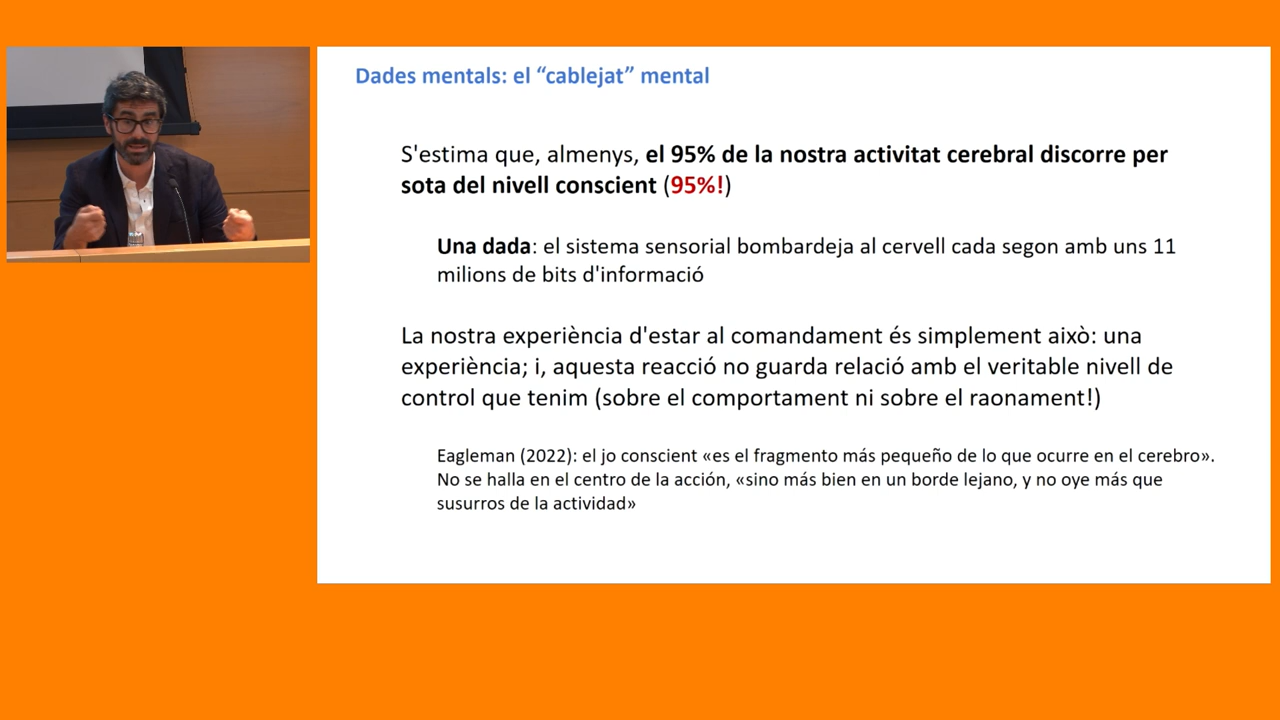 Dades mentals: el “cablejat” mental
S'estima que, almenys, el 95% de la nostra activitat cerebral discorre per
sota del nivell conscient (95%!)
Una dada: el sistema sensorial bombardeja al cervell cada segon amb uns 11
milions de bits d'informació
La nostra experiència d'estar al comandament és simplement això: una
experiència; i, aquesta reacció no guarda relació amb el veritable nivell de
control que tenim (sobre el comportament ni sobre el raonament!)
Eagleman (2022): el jo conscient «es el fragmento más pequeño de lo que ocurre en el cerebro».
No se halla en el centro de la acción, «sino más bien en un borde lejano, y no oye más que
susurros de la actividad»